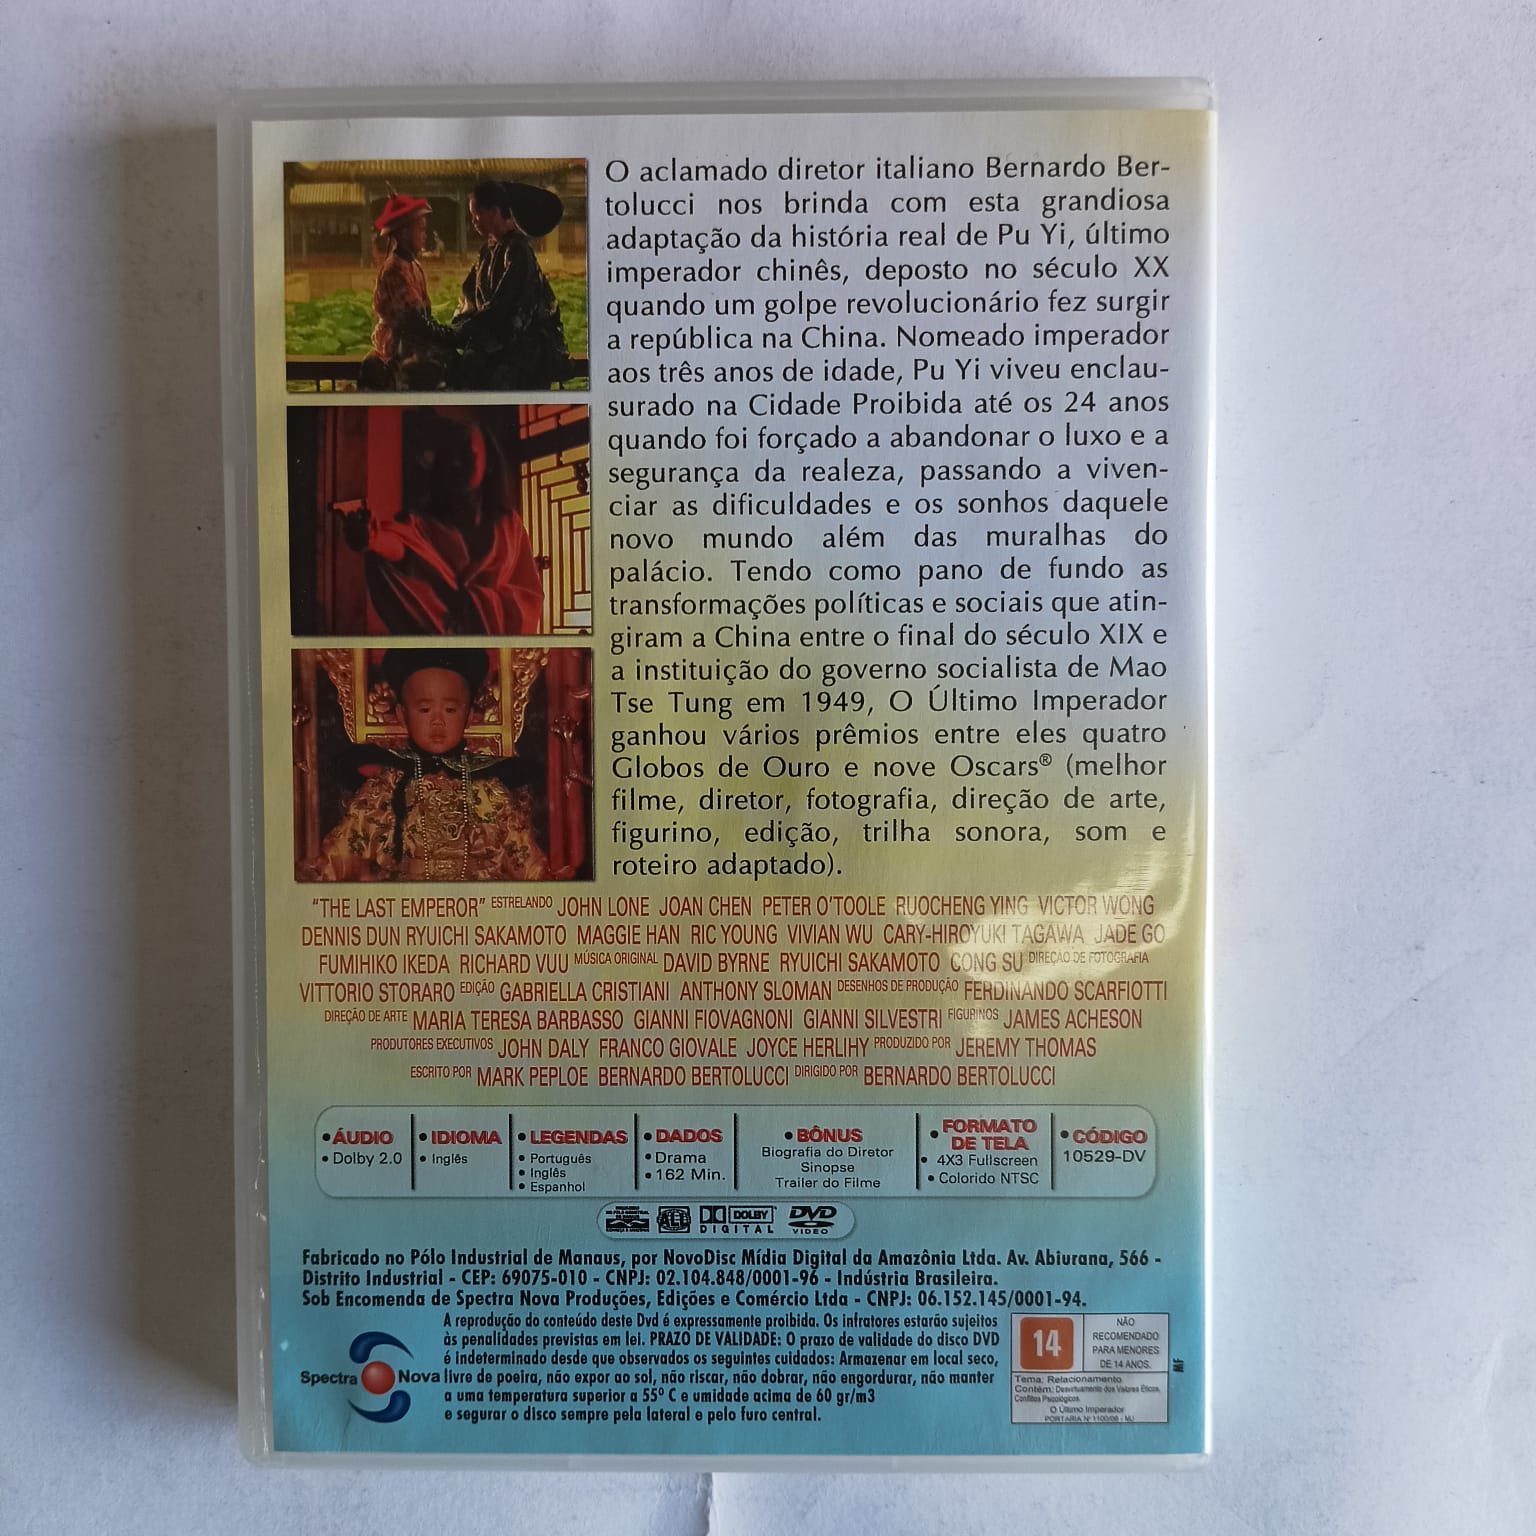 O aclamado diretor italiano Bernardo Ber-
tolucci nos brinda com esta grandiosa
adaptação da história real de Pu Yi, último
imperador chinês, deposto no século XX
quando um golpe revolucionário fez surgir
a república na China. Nomeado imperador
aos três anos de idade, Pu Yi viveu enclau-
surado na Cidade Proibida até os 24 anos
quando foi forçado a abandonar o luxo e a
segurança da realeza, passando a viven-
ciar as dificuldades e os sonhos daquele
novo mundo além das muralhas do
palácio. Tendo como pano de fundo as
transformações políticas e sociais que atin-
giram a China entre o final do século XIX e
a instituição do governo socialista de Mao
Tse Tung em 1949, O Último Imperador
ganhou vários prêmios entre eles quatro
Globos de Ouro e nove Oscars® (melhor
filme, diretor, fotografia, direção de arte,
figurino, edição, trilha sonora, som e
roteiro adaptado).
"THE LAST EMPEROR" ESTRELANDO JOHN LONE JOAN CHEN PETER O'TOOLE RUOCHENG YING VICTOR WONG
DENNIS DUN RYUICHI SAKAMOTO MAGGIE HAN RIC YOUNG VIVIAN WU CARY-HIROYUKI TAGAWA JADE GO
FUMIHIKO IKEDA RICHARD VUU MÚSICA ORIGINAL DAVID BYRNE RYUICHI SAKAMOTO CONG SU DIREÇÃO DE FOTOGRAFIA
VITTORIO STORARO EDIÇÃO GABRIELLA CRISTIANI ANTHONY SLOMAN DESENHOS DE PRODUÇÃO FERDINANDO SCARFIOTTI
DIREÇÃO DE ARTE MARIA TERESA BARBASSO GIANNI FIOVAGNONI GIANNI SILVESTRI FIGURINOS JAMES ACHESON
PRODUTORES EXECUTIVOS JOHN DALY FRANCO GIOVALE JOYCE HERLIHY PRODUZIDO POR JEREMY THOMAS
ESCRITO POR MARK PEPLOE BERNARDO BERTOLUCCI DIRIGIDO POR BERNARDO BERTOLUCCI
• ÁUDIO
• Dolby 2.0
• IDIOMA
• Inglês
• LEGENDAS
• Português
• Inglês
• Espanhol
• DADOS
• Drama
• 162 Min.
• BÔNUS
Biografia do Diretor
Sinopse
Trailer do Filme
• FORMATO
DE TELA
• 4X3 Fullscreen
• Colorido NTSC
• CÓDIGO
10529-DV
ALL
DOLBY
DIGITAL
DVD
VIDEO
Fabricado no Pólo Industrial de Manaus, por NovoDisc Mídia Digital da Amazônia Ltda. Av. Abiurana, 566 -
Distrito Industrial - CEP: 69075-010 - CNPJ: 02.104.848/0001-96 - Indústria Brasileira.
Sob Encomenda de Spectra Nova Produções, Edições e Comércio Ltda - CNPJ: 06.152.145/0001-94.
Spectra Nova
A reprodução do conteúdo deste Dvd é expressamente proibida. Os infratores estarão sujeitos
às penalidades previstas em lei. PRAZO DE VALIDADE: O prazo de validade do disco DVD
é indeterminado desde que observados os seguintes cuidados: Armazenar em local seco,
livre de poeira, não expor ao sol, não riscar, não dobrar, não engordurar, não manter
a uma temperatura superior a 55º C e umidade acima de 60 gr/m3
e segurar o disco sempre pela lateral e pelo furo central.
14
NÃO
RECOMENDADO
PARA MENORES
DE 14 ANOS.
Tema: Relacionamento.
Contém: Desvirtuamento dos Valores Éticos,
Conflitos Psicológicos.
O Último Imperador
PORTARIA Nº 1100/06 - MJ
MF